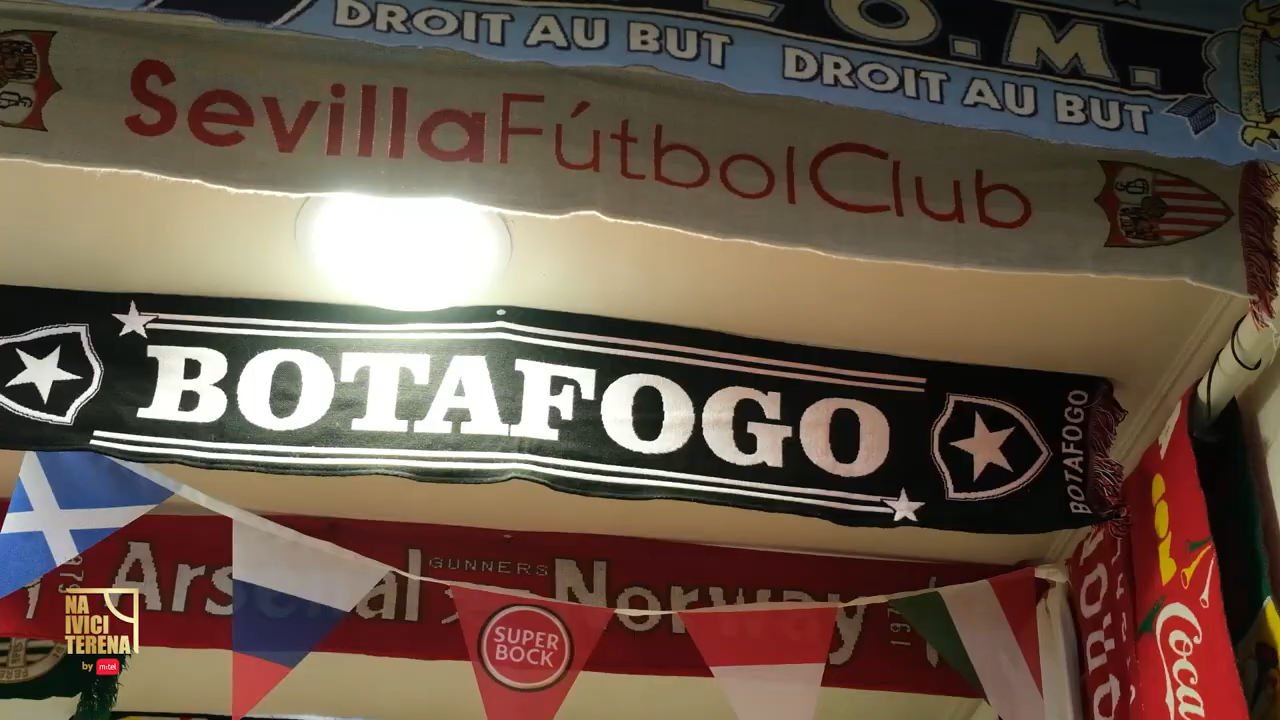 O.M.
DROIT AU BUT DROIT AU BUT
SevillaFútbolClub
BOTAFOGO
BOTAFOGO
GUNNERS
Arsenal Norway
SUPER
BOCK
Coca
NA
IVICI
TERENA
by m:tel